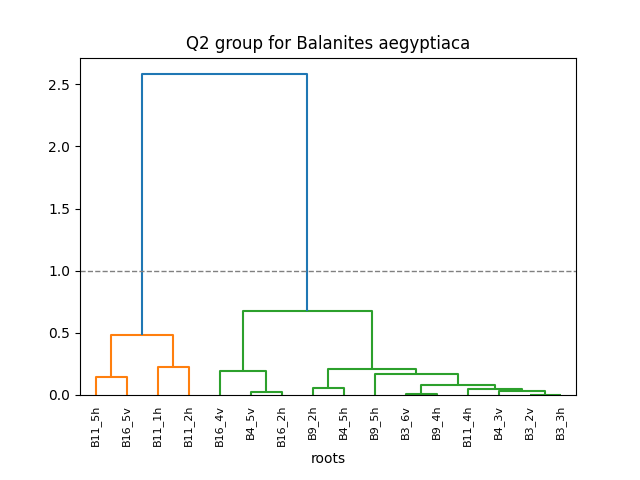 Q2 group for Balanites aegyptiaca
2.5
2.0
1.5
1.0
0.5
0.0
B11_5h
B16_5v
B11_1h
B11_2h
B16_4v
B4_5v
B16_2h
B9_2h
B4_5h
B9_5h
B3_6v
B9_4h
B11_4h
B4_3v
B3_2v
B3_3h
roots